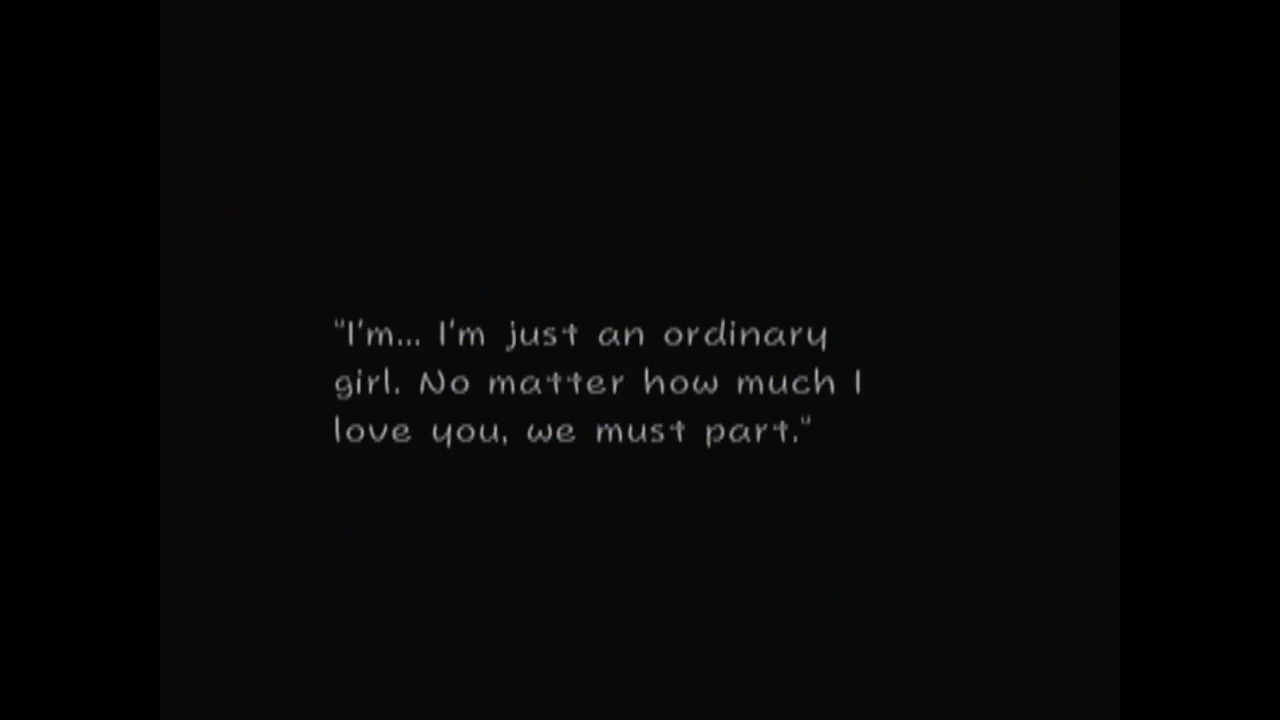 "I'm... I'm just an ordinary
girl. No matter how much I
love you, we must part."